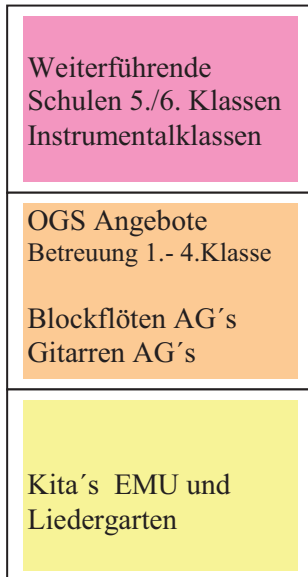 Weiterführende
Schulen 5./6. Klassen
Instrumentalklassen
OGS Angebote
Betreuung 1.- 4.Klasse
Blockflöten AG´s
Gitarren AG´s
Kita´s  EMU und
Liedergarten